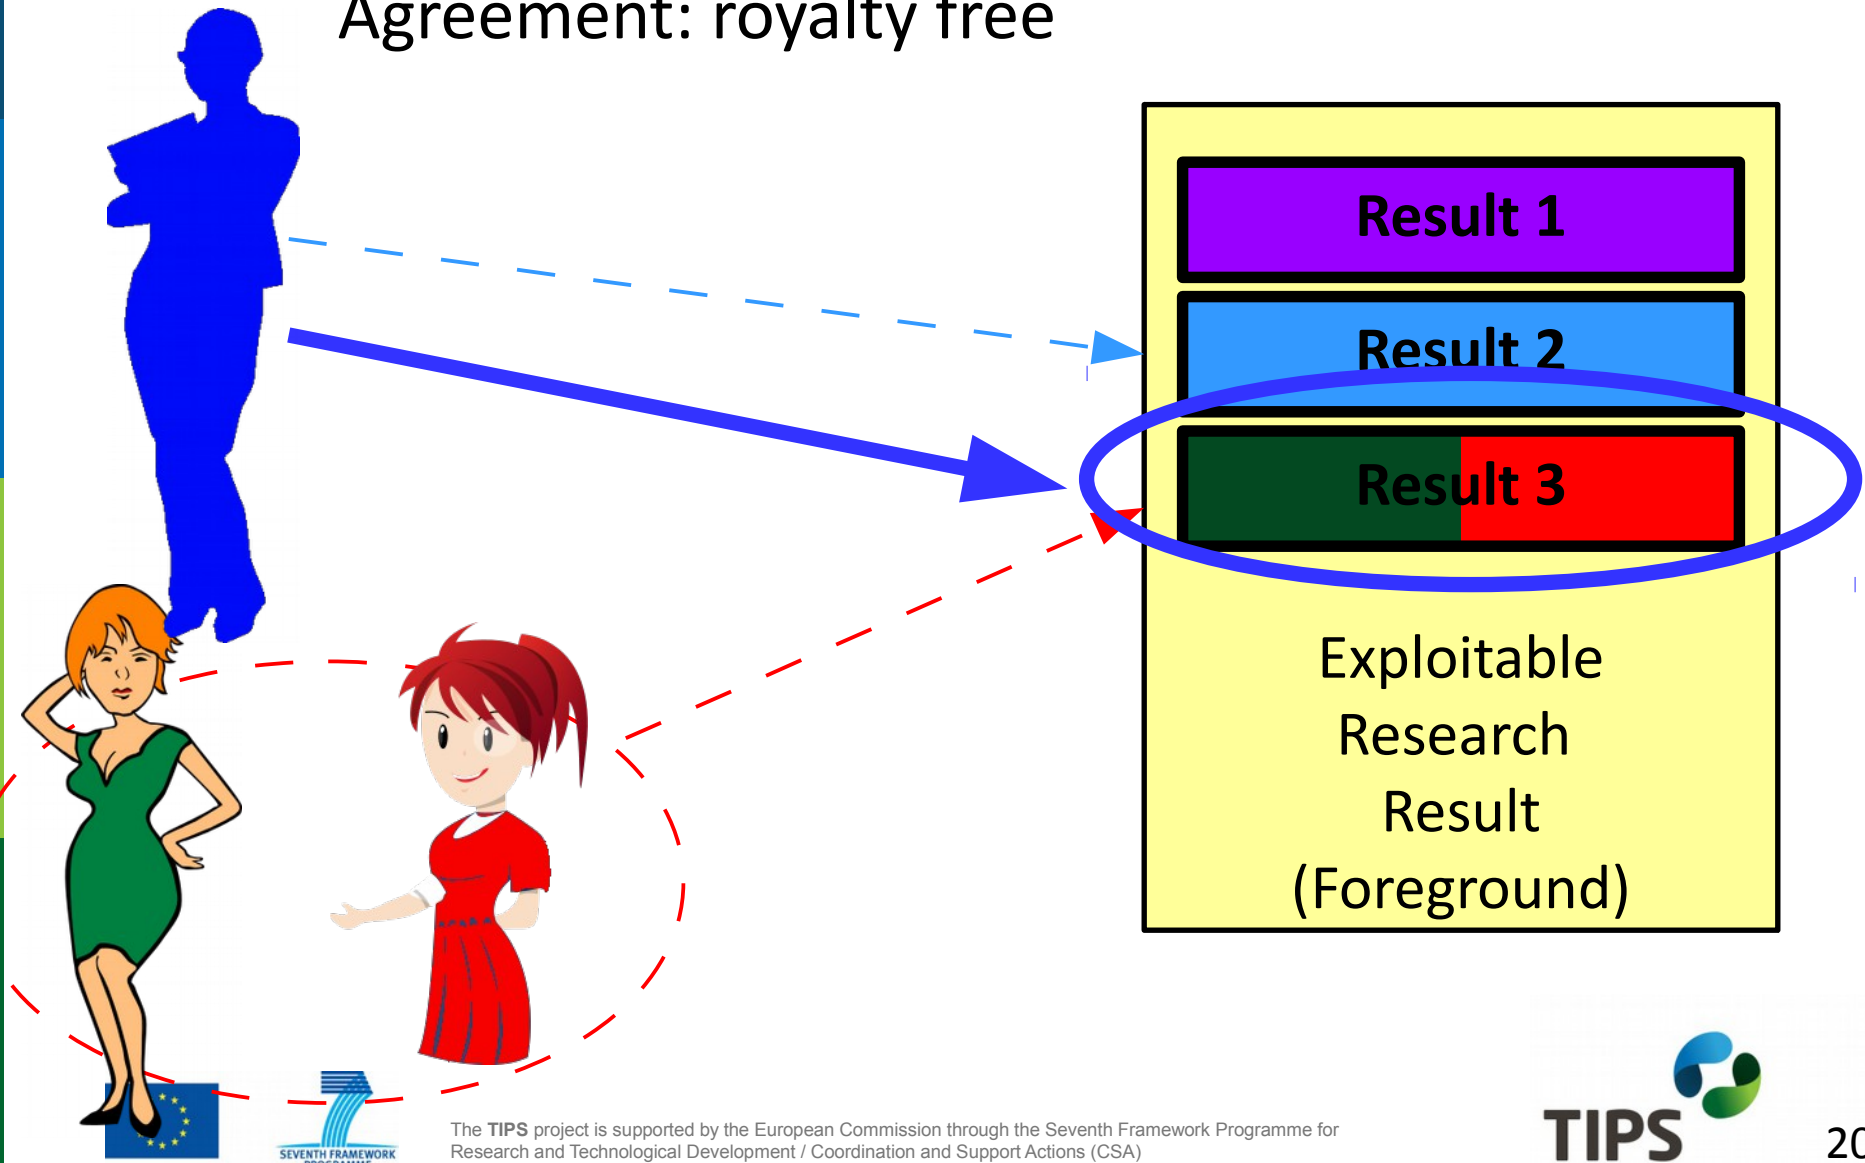 Agreement: royalty free
Result 1
Result 2
Result 3
Exploitable
Research
Result
(Foreground)
SEVENTH FRAMEWORK
PROGRAMME
The TIPS project is supported by the European Commission through the Seventh Framework Programme for
Research and Technological Development / Coordination and Support Actions (CSA)
TIPS
20